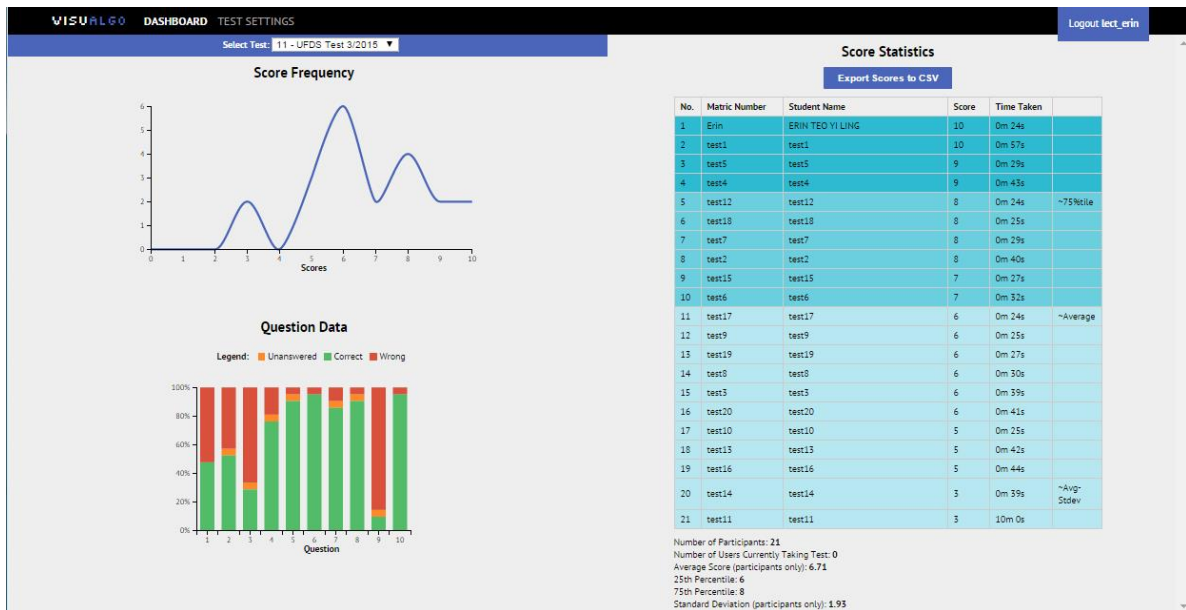 VISUALGO DASHBOARD TEST SETTINGS Logout lect_erin
Select Test: 11 - UFDS Test 3/2015
Score Frequency
6
5
4
3
2
1
0
0 1 2 3 4 5 6 7 8 9 10
Scores
Question Data
Legend: Unanswered Correct Wrong
100%
80%
60%
40%
20%
0%
1 2 3 4 5 6 7 8 9 10
Question
Score Statistics
Export Scores to CSV
No. Matric Number Student Name Score Time Taken
1 Erin ERIN TEO YI LING 10 0m 24s
2 test1 test1 10 0m 57s
3 test5 test5 9 0m 29s
4 test4 test4 9 0m 43s
5 test12 test12 8 0m 24s ~75%tile
6 test18 test18 8 0m 25s
7 test7 test7 8 0m 29s
8 test2 test2 8 0m 40s
9 test15 test15 7 0m 27s
10 test6 test6 7 0m 32s
11 test17 test17 6 0m 24s ~Average
12 test9 test9 6 0m 25s
13 test19 test19 6 0m 27s
14 test8 test8 6 0m 30s
15 test3 test3 6 0m 39s
16 test20 test20 6 0m 41s
17 test10 test10 5 0m 25s
18 test13 test13 5 0m 42s
19 test16 test16 5 0m 44s
20 test14 test14 3 0m 39s ~Avg-
Stdev
21 test11 test11 3 10m 0s
Number of Participants: 21
Number of Users Currently Taking Test: 0
Average Score (participants only): 6.71
25th Percentile: 6
75th Percentile: 8
Standard Deviation (participants only): 1.93